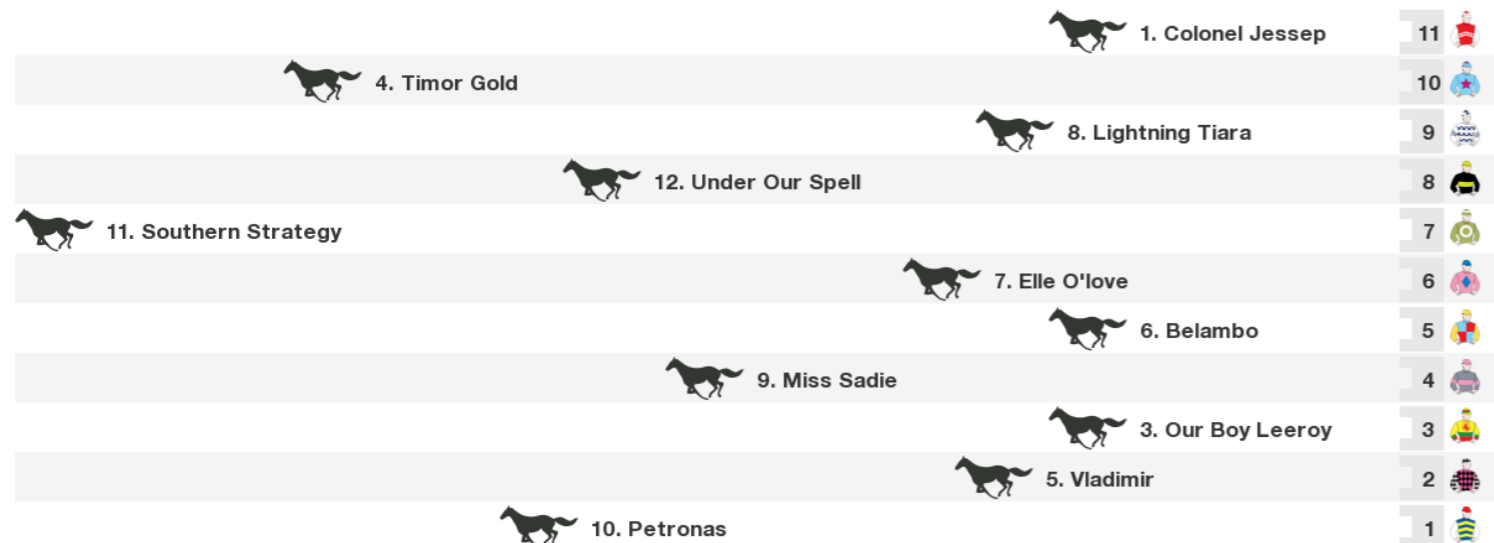 1. Colonel Jessep 11
4. Timor Gold 10
8. Lightning Tiara 9
12. Under Our Spell 8
11. Southern Strategy 7
7. Elle O'love 6
6. Belambo 5
9. Miss Sadie 4
3. Our Boy Leeroy 3
5. Vladimir 2
10. Petronas 1